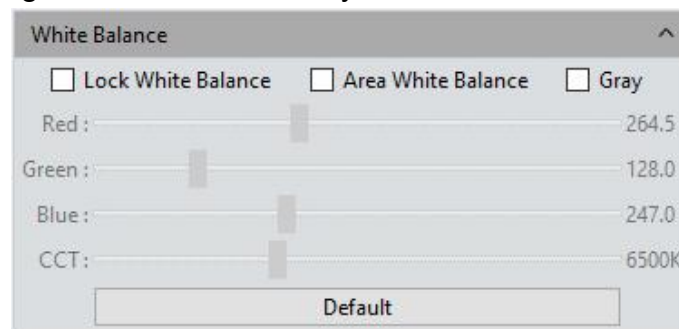 White Balance
Lock White Balance Area White Balance Gray
Red : 264.5
Green : 128.0
Blue : 247.0
CCT : 6500K
Default